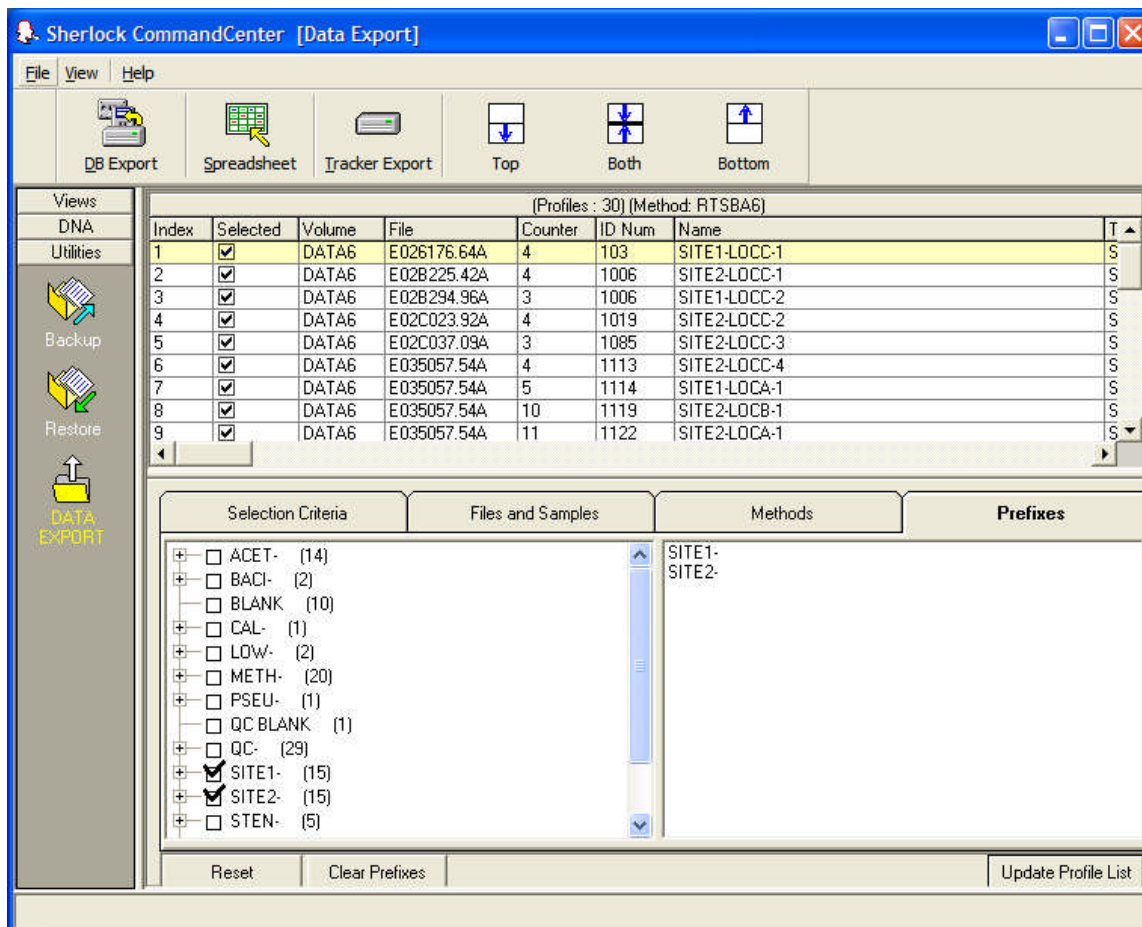 Sherlock CommandCenter [Data Export]
File View Help
DB Export Spreadsheet Tracker Export Top Both Bottom
Views
DNA
Utilities
Backup
Restore
DATA
EXPORT
(Profiles : 30) (Method: RTSBA6)
Index Selected Volume File Counter ID Num Name T
1 DATA6 E026176.64A 4 103 SITE1-LOCC-1 S
2 DATA6 E02B225.42A 4 1006 SITE2-LOCC-1 S
3 DATA6 E02B294.96A 3 1006 SITE1-LOCC-2 S
4 DATA6 E02C023.92A 4 1019 SITE2-LOCC-2 S
5 DATA6 E02C037.09A 3 1085 SITE2-LOCC-3 S
6 DATA6 E035057.54A 4 1113 SITE2-LOCC-4 S
7 DATA6 E035057.54A 5 1114 SITE1-LOCA-1 S
8 DATA6 E035057.54A 10 1119 SITE2-LOCB-1 S
9 DATA6 E035057.54A 11 1122 SITE2-LOCA-1 S
Selection Criteria Files and Samples Methods Prefixes
ACET- (14)
BACI- (2)
BLANK (10)
CAL- (1)
LOW- (2)
METH- (20)
PSEU- (1)
QC BLANK (1)
QC- (29)
SITE1- (15)
SITE2- (15)
STEN- (5)
SITE1-
SITE2-
Reset Clear Prefixes Update Profile List